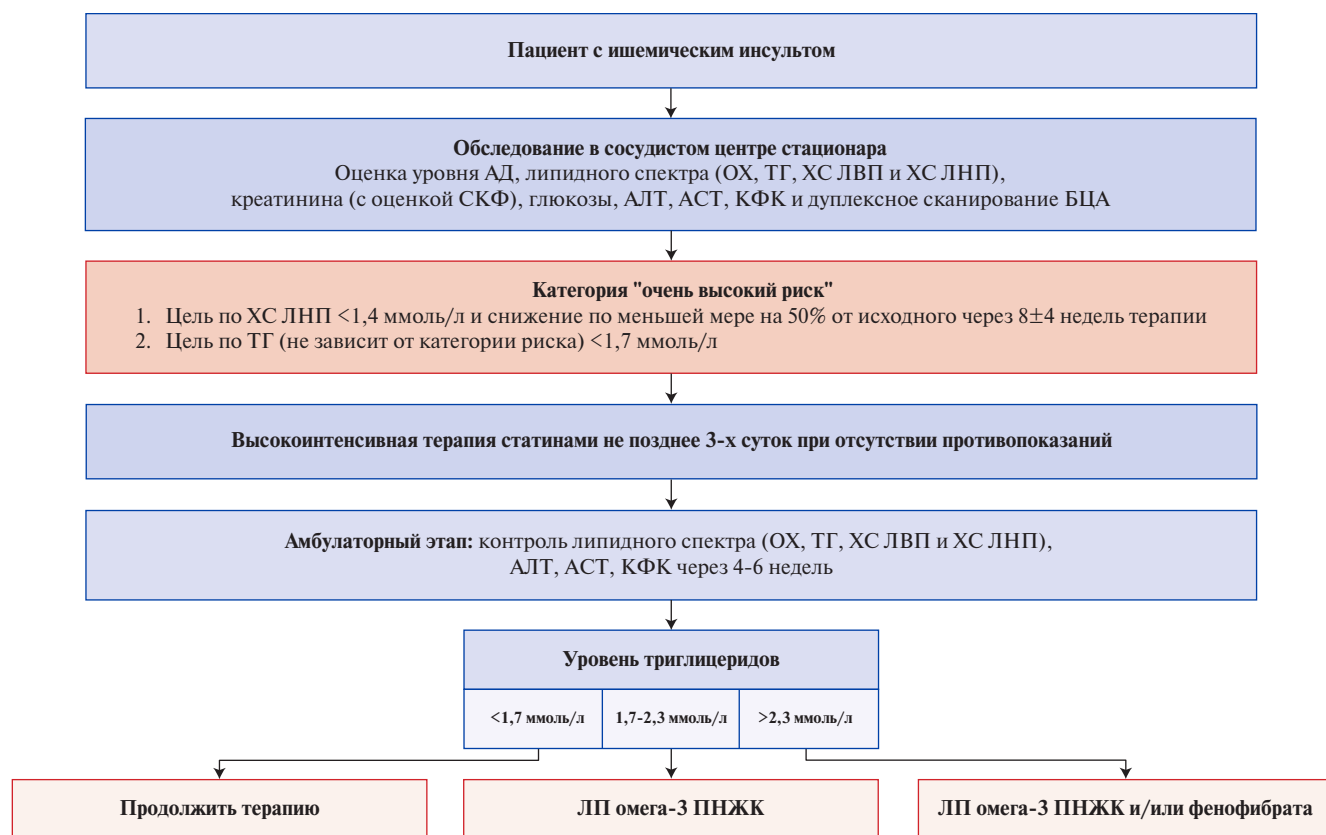 Пациент с ишемическим инсультом
Обследование в сосудистом центре стационара
Оценка уровня АД, липидного спектра (ОХ, ТГ, ХС ЛВП и ХС ЛНП),
креатинина (с оценкой СКФ), глюкозы, АЛТ, АСТ, КФК и дуплексное сканирование БЦА
Категория "очень высокий риск"
1. Цель по ХС ЛНП <1,4 ммоль/л и снижение по меньшей мере на 50% от исходного через 8±4 недель терапии
2. Цель по ТГ (не зависит от категории риска) <1,7 ммоль/л
Высокоинтенсивная терапия статинами не позднее 3-х суток при отсутствии противопоказаний
Амбулаторный этап: контроль липидного спектра (ОХ, ТГ, ХС ЛВП и ХС ЛНП),
АЛТ, АСТ, КФК через 4-6 недель
Уровень триглицеридов
<1,7 ммоль/л 1,7-2,3 ммоль/л >2,3 ммоль/л
Продолжить терапию ЛП омега-3 ПНЖК ЛП омега-3 ПНЖК и/или фенофибрата